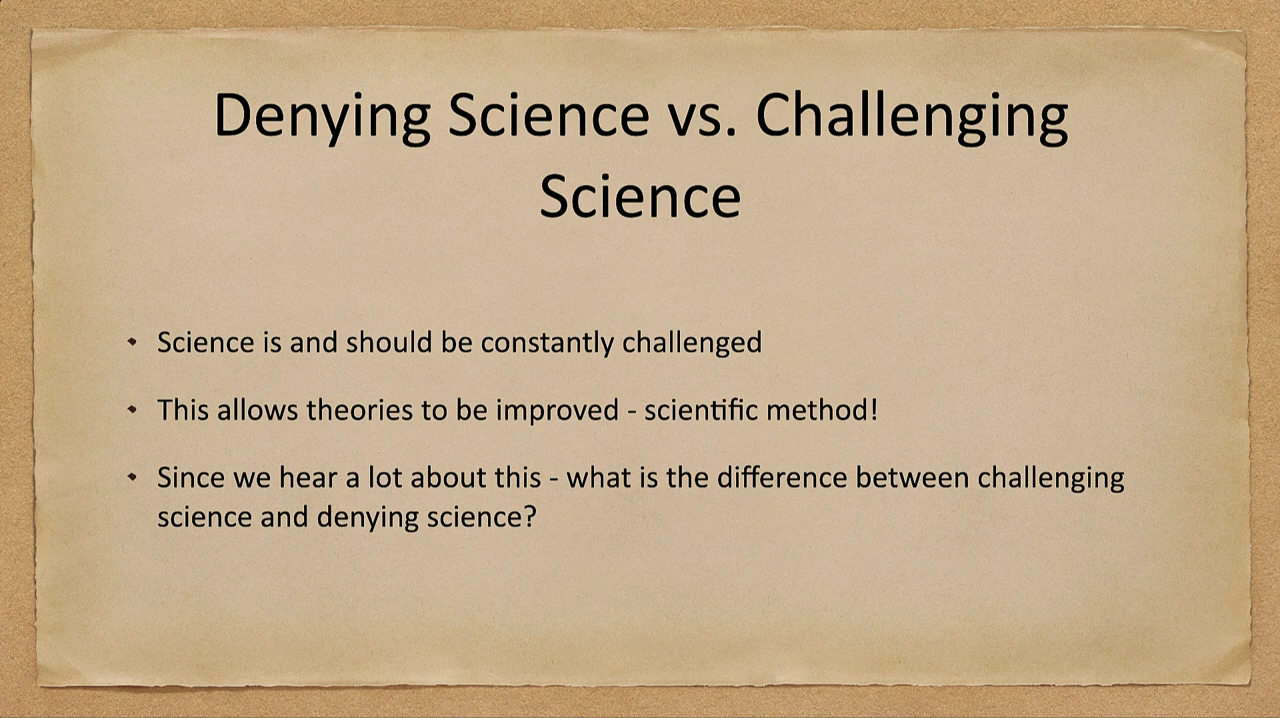 Denying Science vs. Challenging
Science
• Science is and should be constantly challenged
• This allows theories to be improved - scientific method!
• Since we hear a lot about this - what is the difference between challenging
science and denying science?